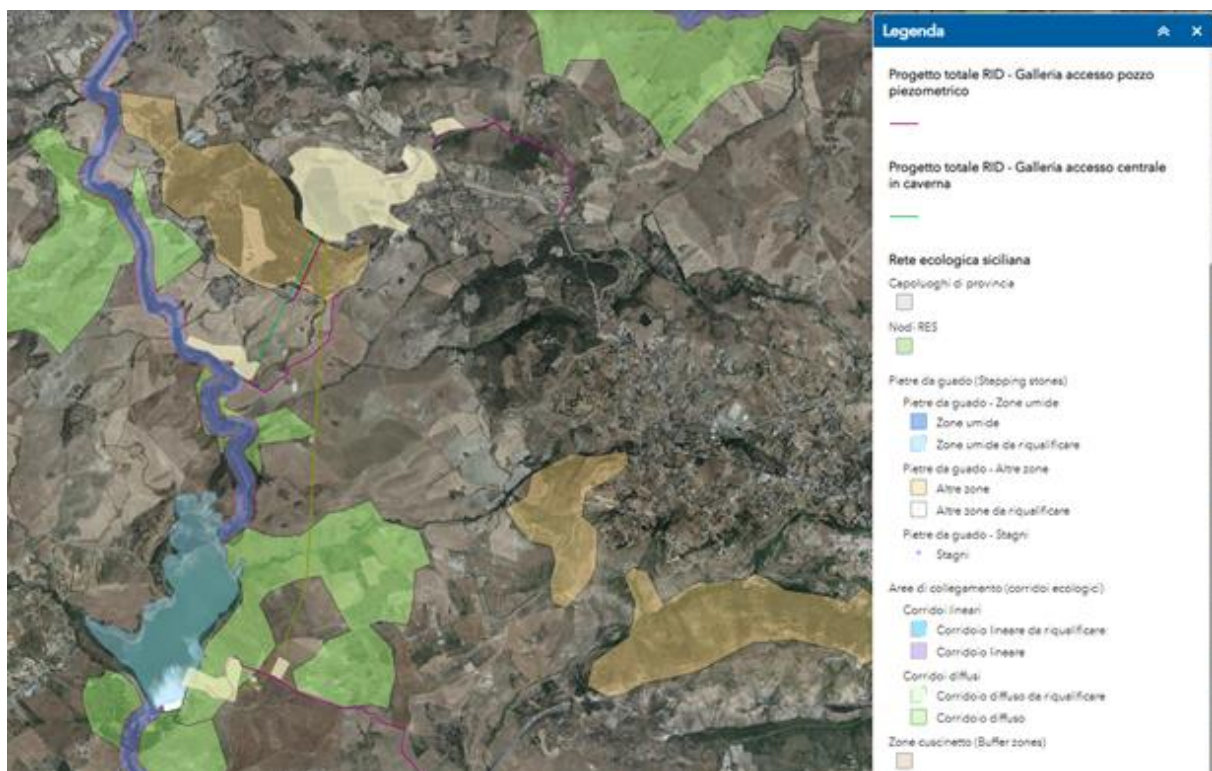 Legenda
Progetto totale RID - Galleria accesso pozzo
piezometrico
Progetto totale RID - Galleria accesso centrale
in caverna
Rete ecologica siciliana
Capoluoghi di provincia
Nodi RES
Pietre da guado (Stepping stones)
Pietre da guado - Zone umide
Zone umide
Zone umide da riqualificare
Pietre da guado - Altre zone
Altre zone
Altre zone da riqualificare
Pietre da guado - Stagni
Stagni
Aree di collegamento (corridoi ecologici)
Corridoi lineari
Corridoio lineare da riqualificare
Corridoio lineare
Corridoi diffusi
Corridoio diffuso da riqualificare
Corridoio diffuso
Zone cuscinetto (Buffer zones)